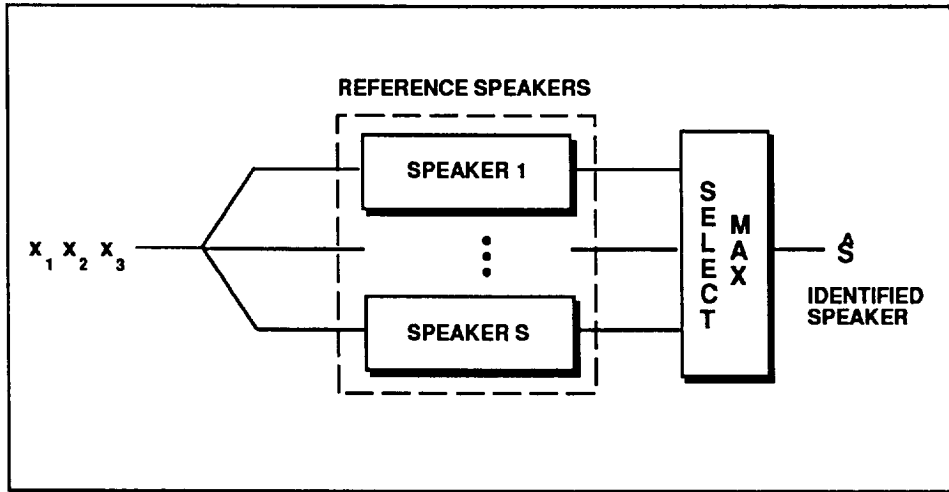 REFERENCE SPEAKERS
SPEAKER 1
X₁ X₂ X₃
SELECT
MAX
Ŝ
IDENTIFIED
SPEAKER
SPEAKER S